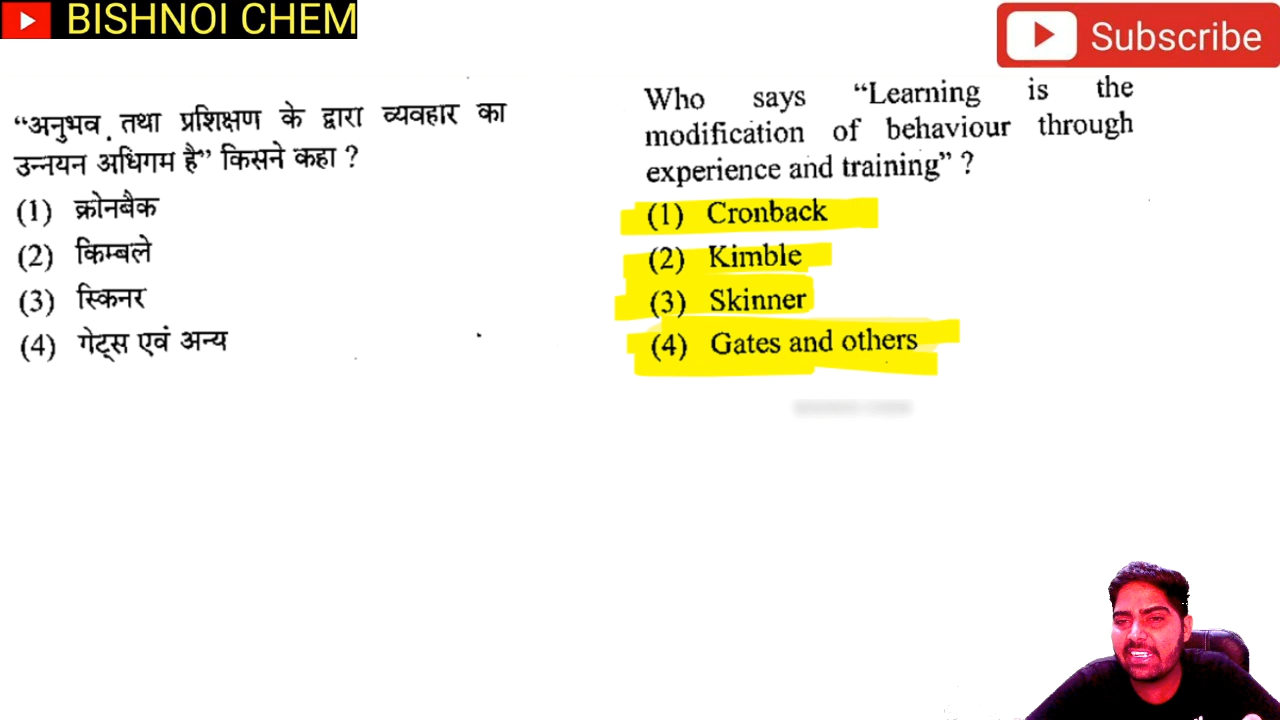 BISHNOI CHEM
Subscribe
“अनुभव तथा प्रशिक्षण के द्वारा व्यवहार का
उन्नयन अधिगम है” किसने कहा ?
(1) क्रोनबैक
(2) किम्बले
(3) स्किनर
(4) गेट्स एवं अन्य
Who says “Learning is the
modification of behaviour through
experience and training” ?
(1) Cronback
(2) Kimble
(3) Skinner
(4) Gates and others